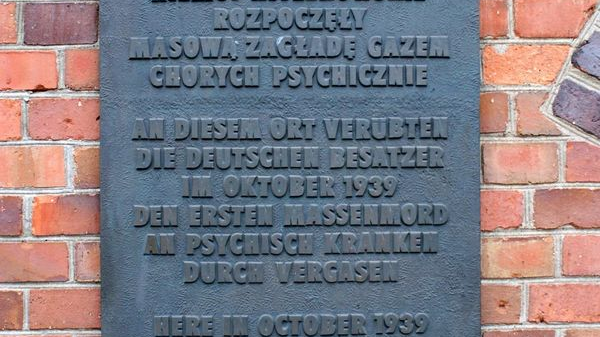 ROZPOCZĘŁY
MASOWĄ ZAGŁADĘ GAZEM
CHORYCH PSYCHICZNIE
AN DIESEM ORT VERÜBTEN
DIE DEUTSCHEN BESATZER
IM OKTOBER 1939
DEN ERSTEN MASSENMORD
AN PSYCHISCH KRANKEN
DURCH VERGASEN
HERE IN OCTOBER 1939